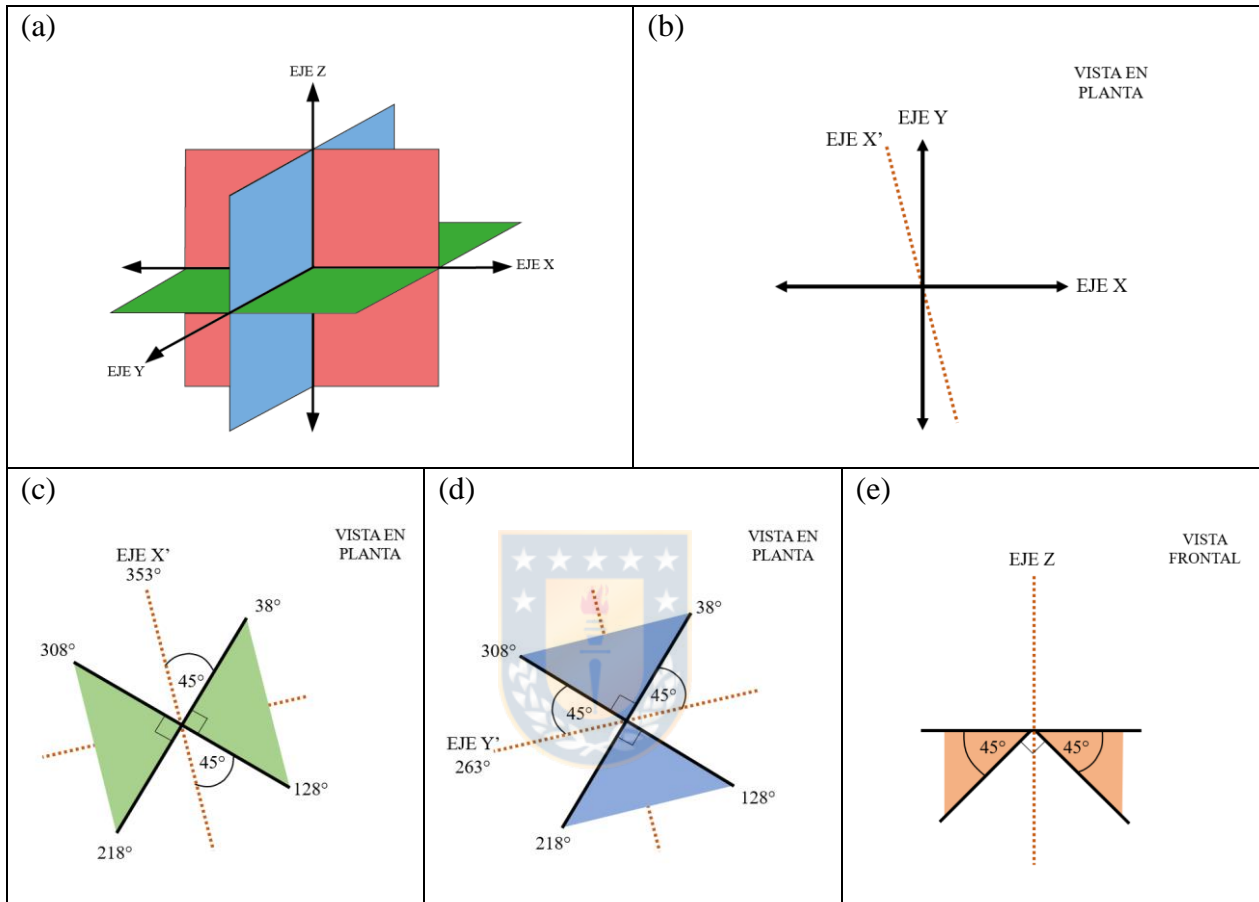 (a)
EJE Z
EJE X
EJE Y
(b)
VISTA EN
PLANTA
EJE Y
EJE X’
EJE X
(c)
VISTA EN
PLANTA
EJE X’
353°
38°
308°
45°
45°
128°
218°
(d)
VISTA EN
PLANTA
38°
308°
45°
45°
EJE Y’
263°
128°
218°
(e)
VISTA
FRONTAL
EJE Z
45°
45°